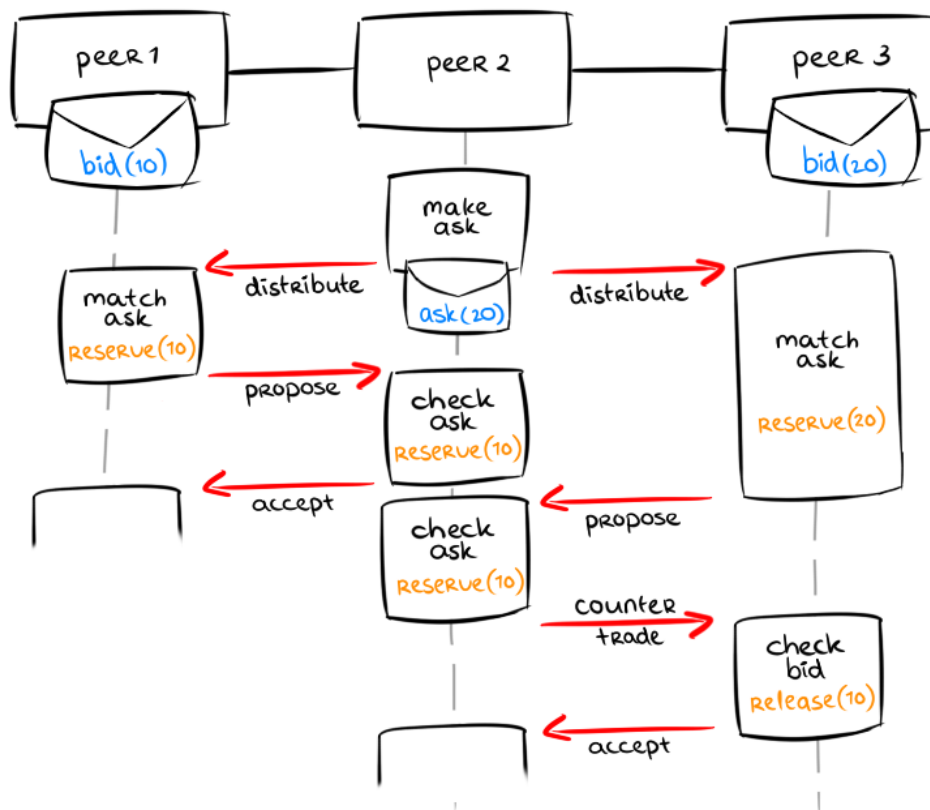 peer 1
peer 2
peer 3
bid(10)
bid(20)
make
ask
distribute
distribute
ask(20)
match
ask
reserve(10)
match
ask
reserve(20)
propose
check
ask
reserve(10)
accept
propose
check
ask
reserve(10)
counter
trade
check
bid
release(10)
accept